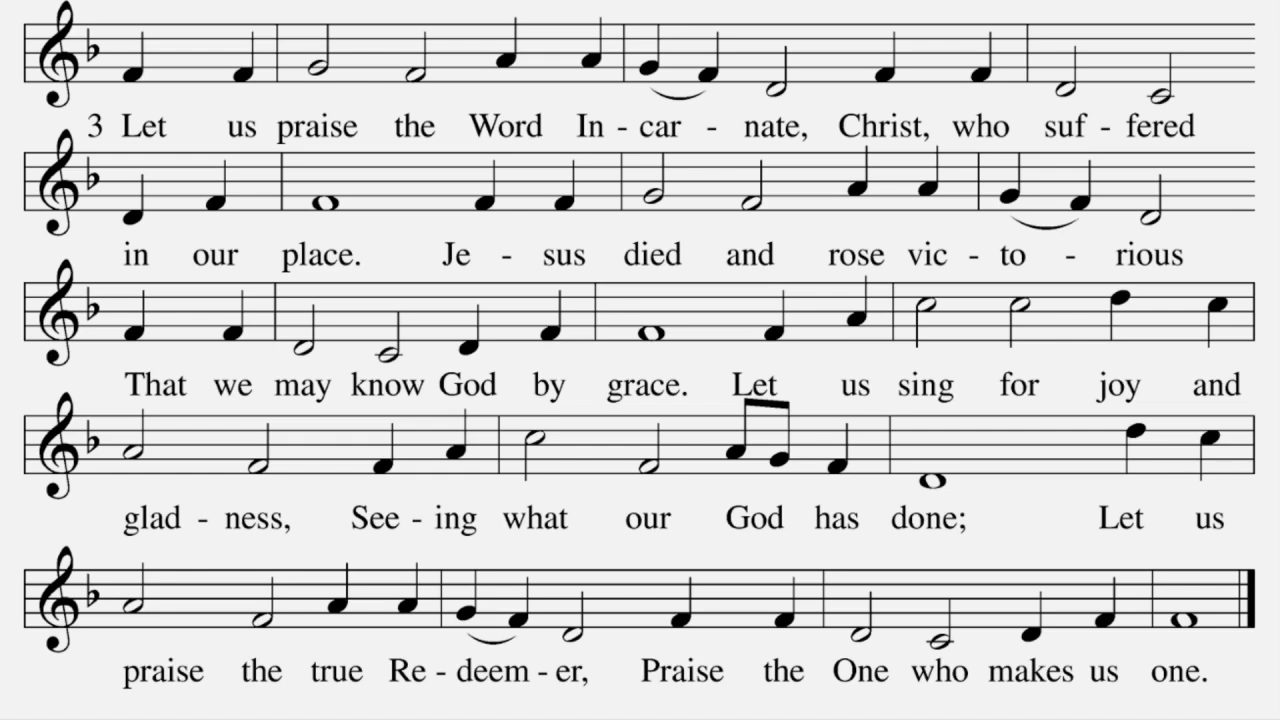 3 Let us praise the Word In - car - nate, Christ, who suf - fered
in our place. Je - sus died and rose vic - to - rious
That we may know God by grace. Let us sing for joy and
glad - ness, See - ing what our God has done; Let us
praise the true Re - deem - er, Praise the One who makes us one.